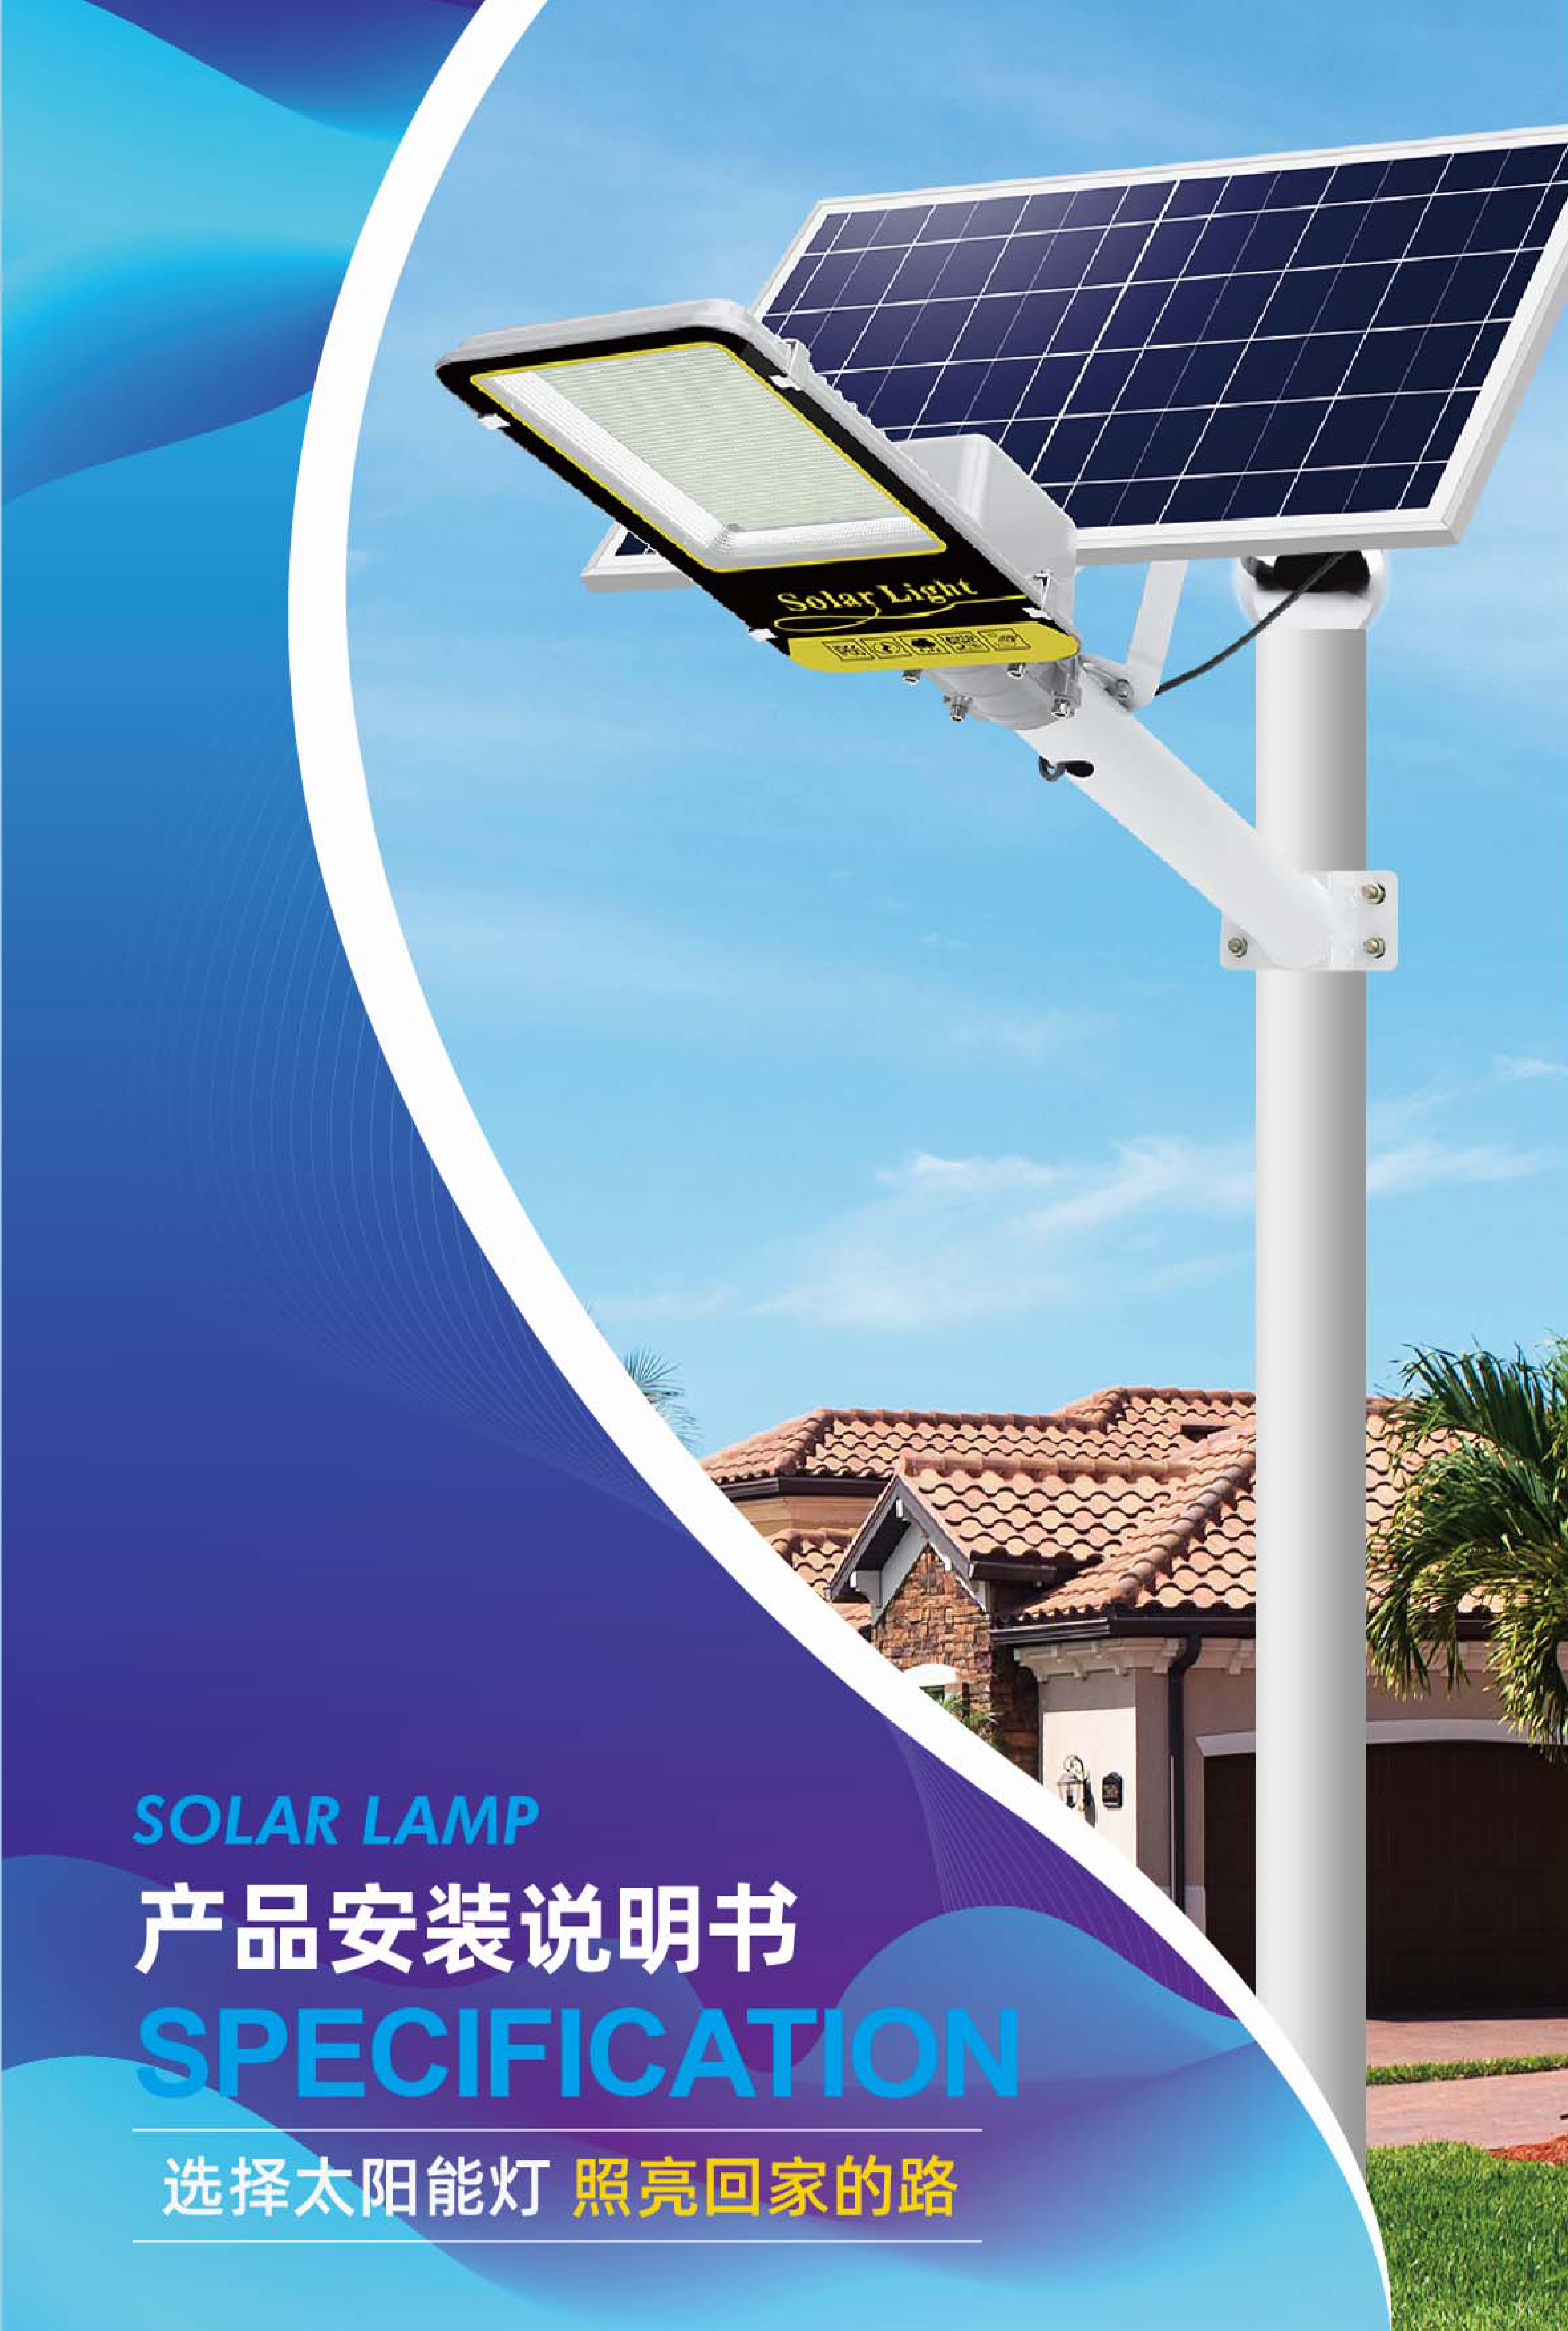 Solar Light
SOLAR LAMP
产品安装说明书
SPECIFICATION
选择太阳能灯 照亮回家的路